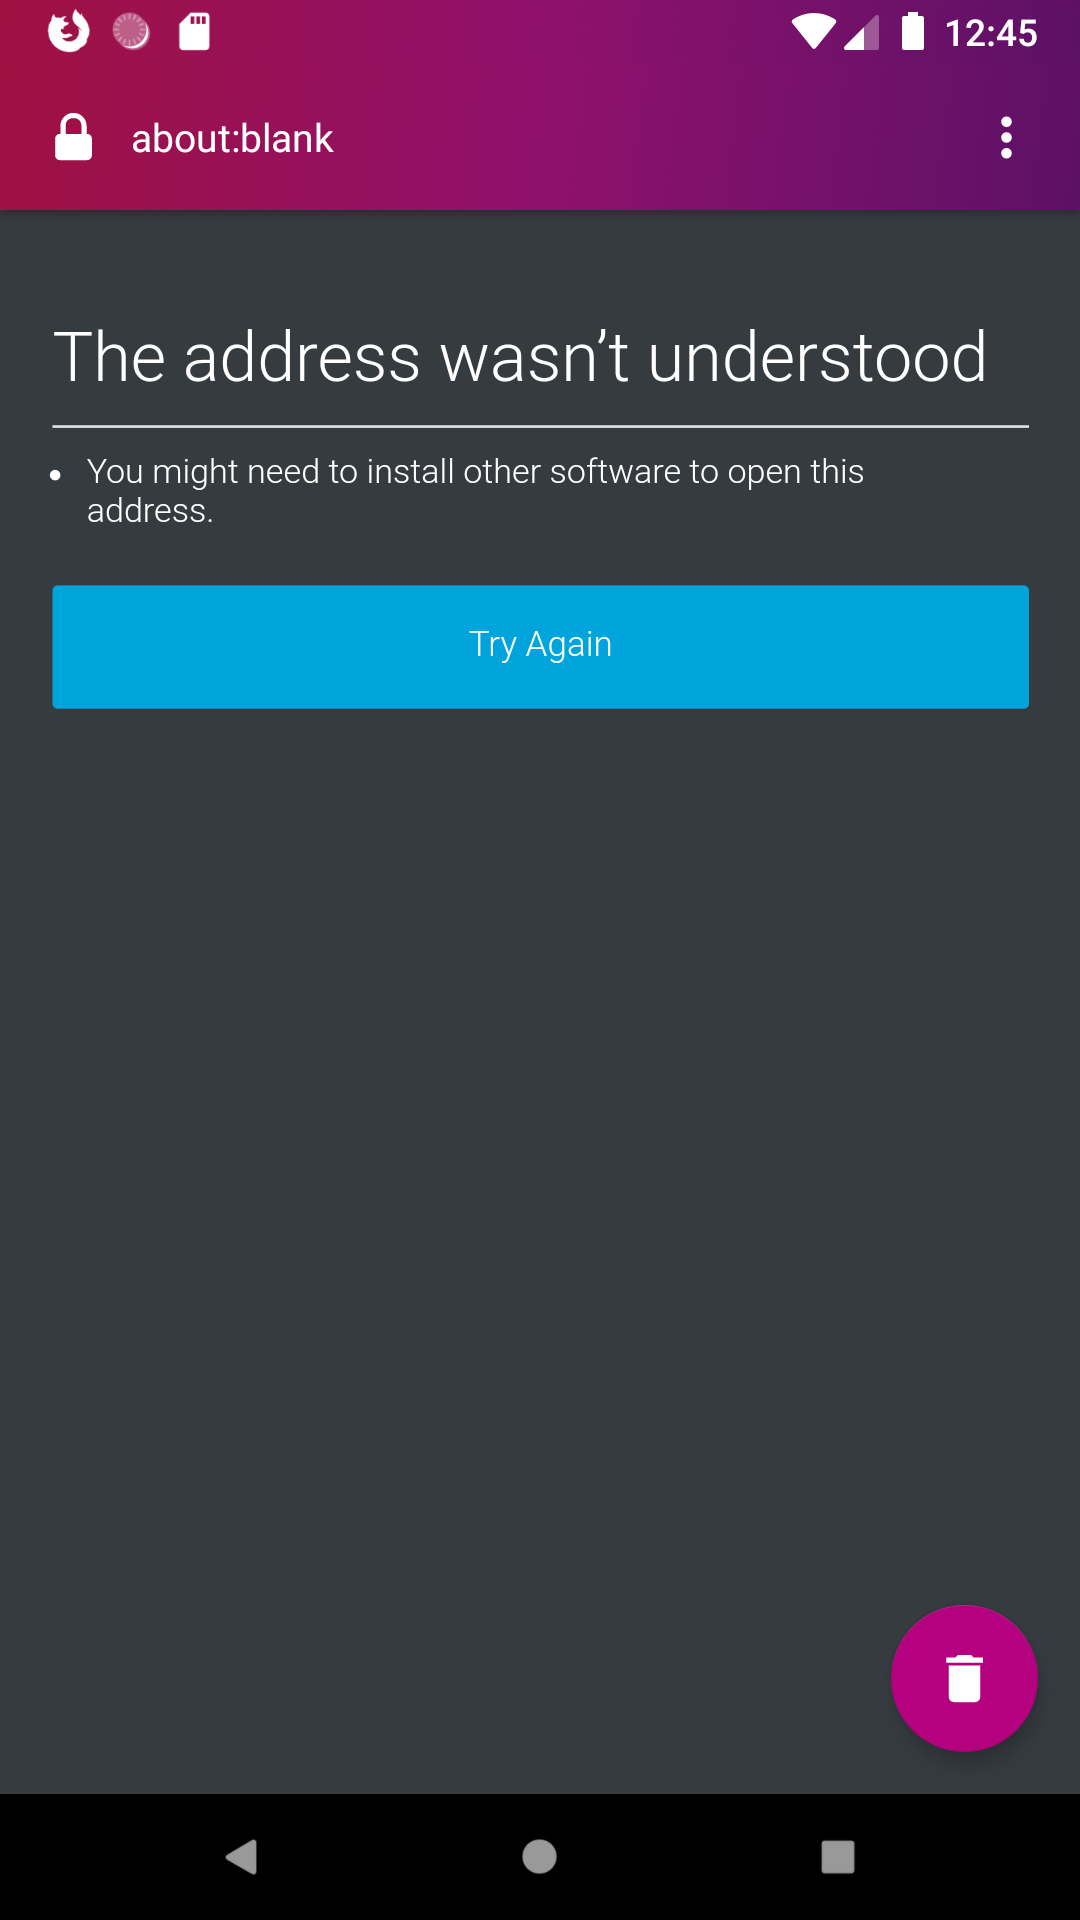 12:45
about:blank
The address wasn’t understood
You might need to install other software to open this
address.
Try Again